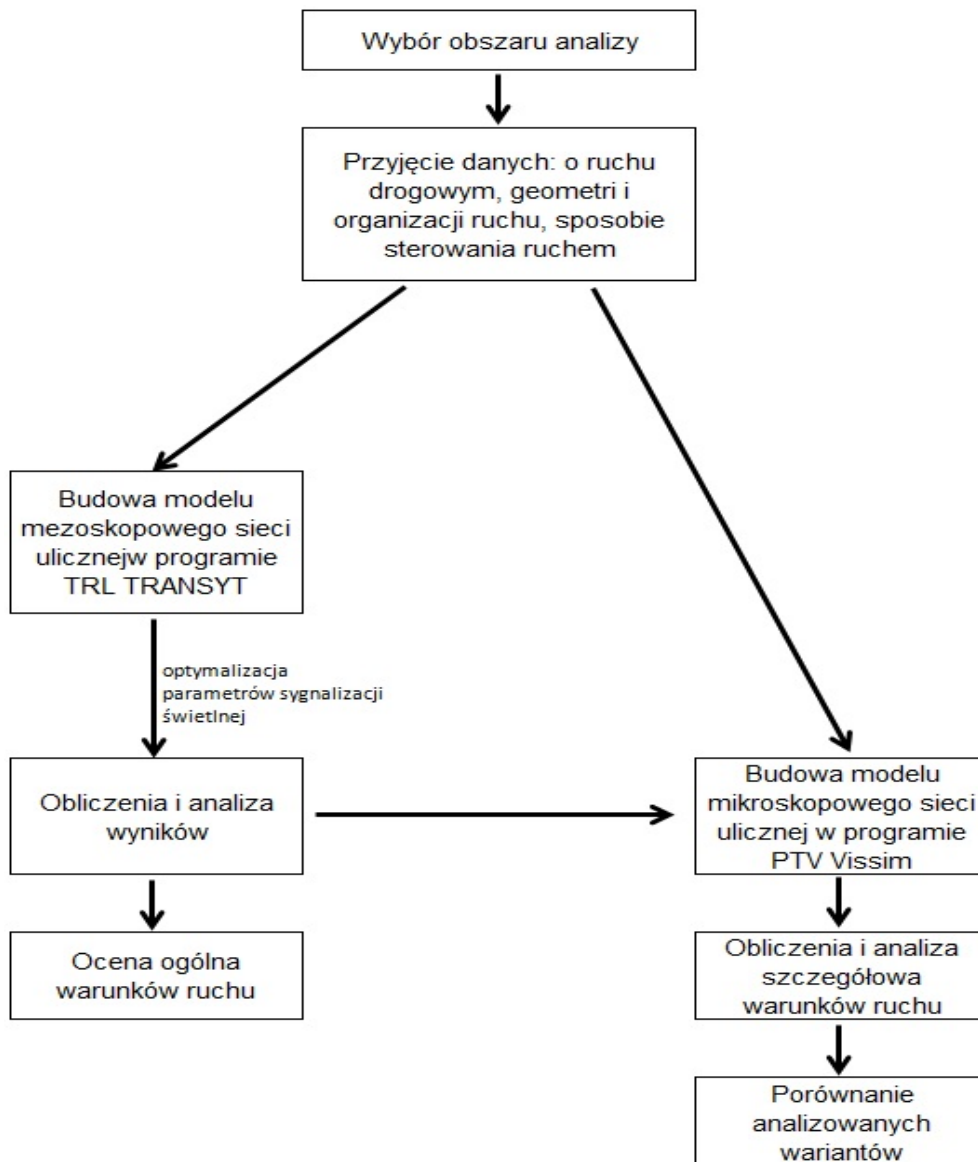 Wybór obszaru analizy
Przyjęcie danych: o ruchu
drogowym, geometri i
organizacji ruchu, sposobie
sterowania ruchem
Budowa modelu
mezoskopowego sieci
ulicznejw programie
TRL TRANSYT
optymalizacja
parametrów sygnalizacji
świetlnej
Obliczenia i analiza
wyników
Ocena ogólna
warunków ruchu
Budowa modelu
mikroskopowego sieci
ulicznej w programie
PTV Vissim
Obliczenia i analiza
szczegółowa
warunków ruchu
Porównanie
analizowanych
wariantów